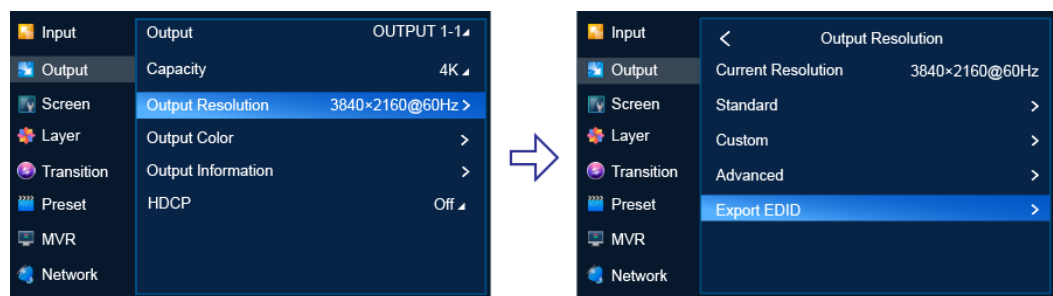 Input
Output
Screen
Layer
Transition
Preset
MVR
Network
Output OUTPUT 1-1
Capacity 4K
Output Resolution 3840×2160@60Hz >
Output Color >
Output Information >
HDCP Off
Input
Output
Screen
Layer
Transition
Preset
MVR
Network
< Output Resolution
Current Resolution 3840×2160@60Hz
Standard >
Custom >
Advanced >
Export EDID >